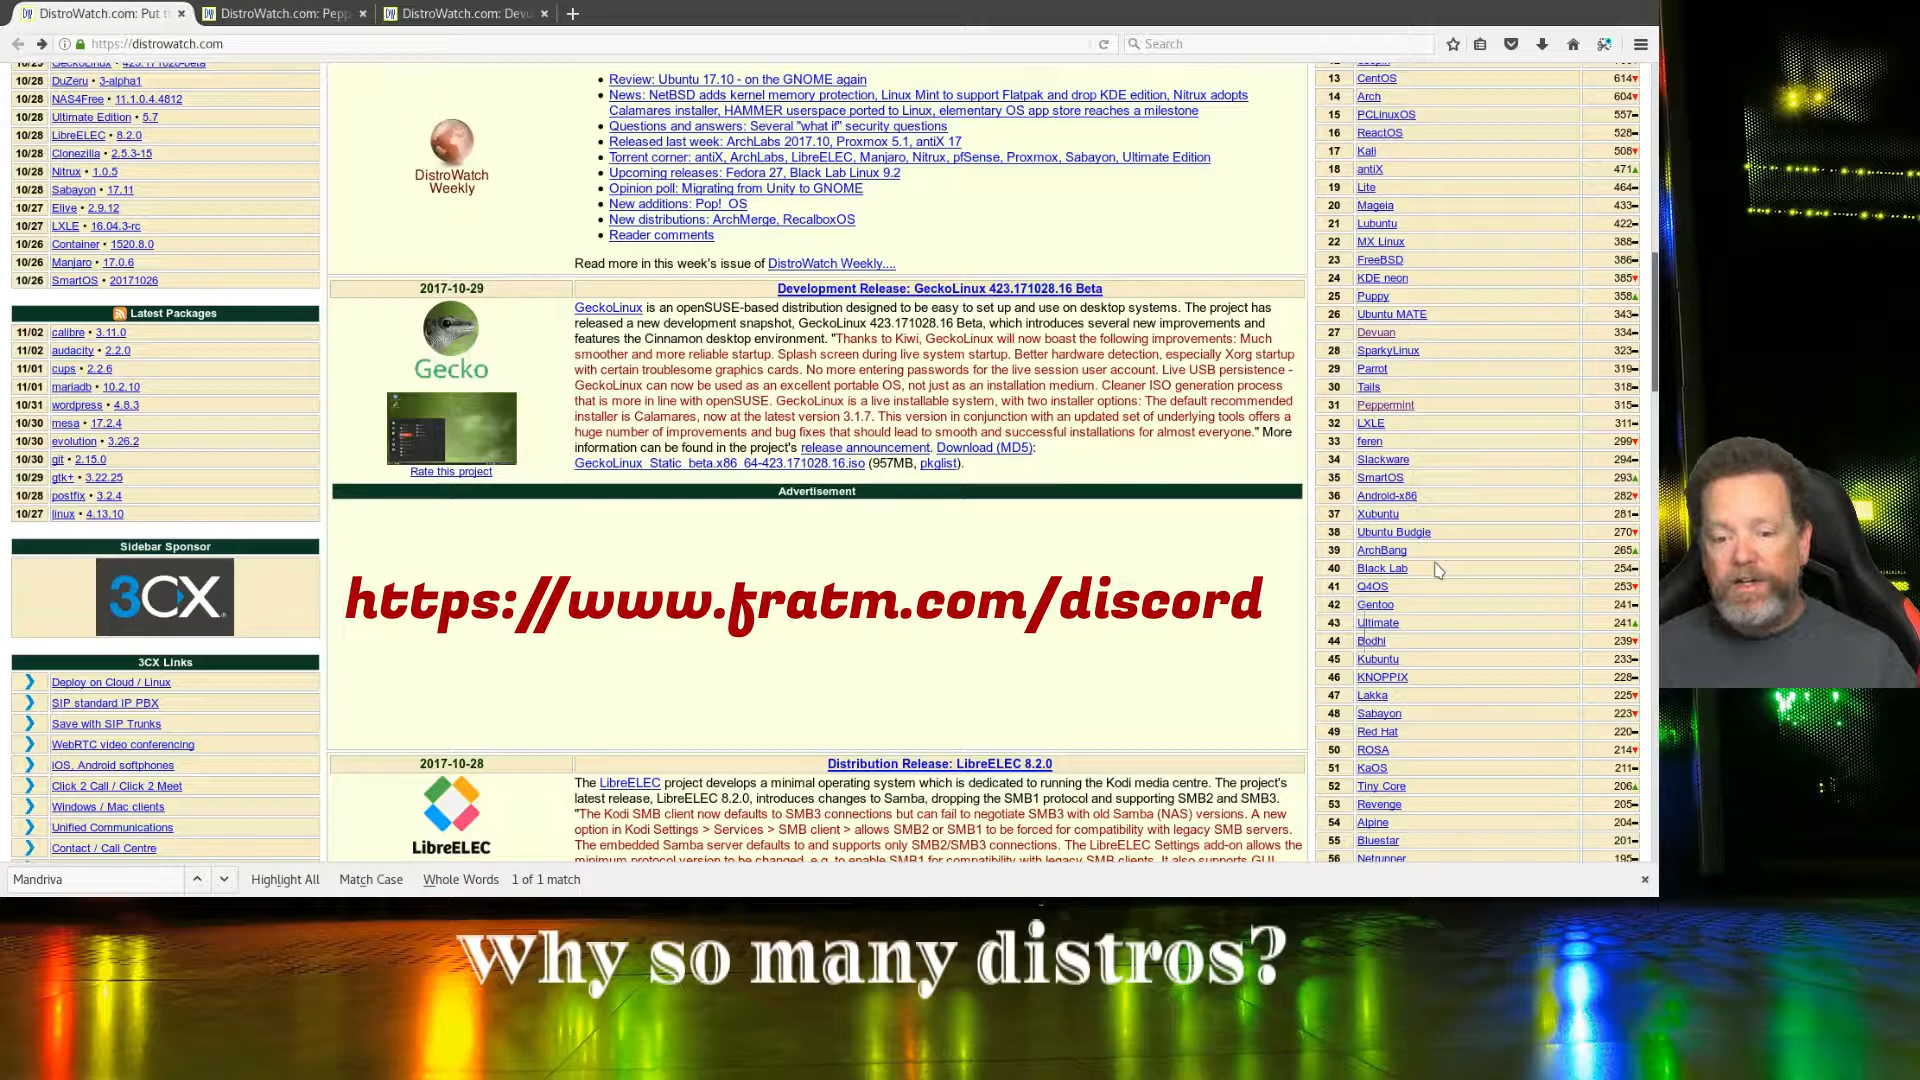 DistroWatch.com: Put t
DistroWatch.com: Pepp
DistroWatch.com: Devu
https://distrowatch.com
Search
10/29 GeckoLinux • 423.171028-beta
10/28 DuZeru • 3-alpha1
10/28 NAS4Free • 11.1.0.4.4812
10/28 Ultimate Edition • 5.7
10/28 LibreELEC • 8.2.0
10/28 Clonezilla • 2.5.3-15
10/28 Nitrux • 1.0.5
10/28 Sabayon • 17.11
10/27 Elive • 2.9.12
10/27 LXLE • 16.04.3-rc
10/26 Container • 1520.8.0
10/26 Manjaro • 17.0.6
10/26 SmartOS • 20171026
Latest Packages
11/02 calibre • 3.11.0
11/02 audacity • 2.2.0
11/01 cups • 2.2.6
11/01 mariadb • 10.2.10
10/31 wordpress • 4.8.3
10/30 mesa • 17.2.4
10/30 evolution • 3.26.2
10/30 git • 2.15.0
10/29 gtk+ • 3.22.25
10/28 postfix • 3.2.4
10/27 linux • 4.13.10
Sidebar Sponsor
3CX
3CX Links
Deploy on Cloud / Linux
SIP standard IP PBX
Save with SIP Trunks
WebRTC video conferencing
iOS, Android softphones
Click 2 Call / Click 2 Meet
Windows / Mac clients
Unified Communications
Contact / Call Centre
DistroWatch
Weekly
• Review: Ubuntu 17.10 - on the GNOME again
• News: NetBSD adds kernel memory protection, Linux Mint to support Flatpak and drop KDE edition, Nitrux adopts
Calamares installer, HAMMER userspace ported to Linux, elementary OS app store reaches a milestone
• Questions and answers: Several "what if" security questions
• Released last week: ArchLabs 2017.10, Proxmox 5.1, antiX 17
• Torrent corner: antiX, ArchLabs, LibreELEC, Manjaro, Nitrux, pfSense, Proxmox, Sabayon, Ultimate Edition
• Upcoming releases: Fedora 27, Black Lab Linux 9.2
• Opinion poll: Migrating from Unity to GNOME
• New additions: Pop!_OS
• New distributions: ArchMerge, RecalboxOS
• Reader comments
Read more in this week's issue of DistroWatch Weekly....
2017-10-29
Development Release: GeckoLinux 423.171028.16 Beta
Gecko
Rate this project
GeckoLinux is an openSUSE-based distribution designed to be easy to set up and use on desktop systems. The project has
released a new development snapshot, GeckoLinux 423.171028.16 Beta, which introduces several new improvements and
features the Cinnamon desktop environment. "Thanks to Kiwi, GeckoLinux will now boast the following improvements: Much
smoother and more reliable startup. Splash screen during live system startup. Better hardware detection, especially Xorg startup
with certain troublesome graphics cards. No more entering passwords for the live session user account. Live USB persistence -
GeckoLinux can now be used as an excellent portable OS, not just as an installation medium. Cleaner ISO generation process
that is more in line with openSUSE. GeckoLinux is a live installable system, with two installer options: The default recommended
installer is Calamares, now at the latest version 3.1.7. This version in conjunction with an updated set of underlying tools offers a
huge number of improvements and bug fixes that should lead to smooth and successful installations for almost everyone." More
information can be found in the project's release announcement. Download (MD5):
GeckoLinux_Static_beta.x86_64-423.171028.16.iso (957MB, pkglist).
Advertisement
https://www.fratm.com/discord
2017-10-28
Distribution Release: LibreELEC 8.2.0
LibreELEC
The LibreELEC project develops a minimal operating system which is dedicated to running the Kodi media centre. The project's
latest release, LibreELEC 8.2.0, introduces changes to Samba, dropping the SMB1 protocol and supporting SMB2 and SMB3.
"The Kodi SMB client now defaults to SMB3 connections but can fail to negotiate SMB3 with old Samba (NAS) versions. A new
option in Kodi Settings > Services > SMB client > allows SMB2 or SMB1 to be forced for compatibility with legacy SMB servers.
The embedded Samba server defaults to and supports only SMB2/SMB3 connections. The LibreELEC Settings add-on allows the
minimum protocol version to be changed, e.g. to enable SMB1 for compatibility with legacy SMB clients. It also supports GUI
13 CentOS 614
14 Arch 604
15 PCLinuxOS 557
16 ReactOS 528
17 Kali 508
18 antiX 471
19 Lite 464
20 Mageia 433
21 Lubuntu 422
22 MX Linux 388
23 FreeBSD 386
24 KDE neon 385
25 Puppy 358
26 Ubuntu MATE 343
27 Devuan 334
28 SparkyLinux 323
29 Parrot 319
30 Tails 318
31 Peppermint 315
32 LXLE 311
33 feren 299
34 Slackware 294
35 SmartOS 293
36 Android-x86 282
37 Xubuntu 281
38 Ubuntu Budgie 270
39 ArchBang 265
40 Black Lab 254
41 Q4OS 253
42 Gentoo 241
43 Ultimate 241
44 Bodhi 239
45 Kubuntu 233
46 KNOPPIX 228
47 Lakka 225
48 Sabayon 223
49 Red Hat 220
50 ROSA 214
51 KaOS 211
52 Tiny Core 206
53 Revenge 205
54 Alpine 204
55 Bluestar 201
56 Netrunner 195
Mandriva
Highlight All
Match Case
Whole Words
1 of 1 match
Why so many distros?